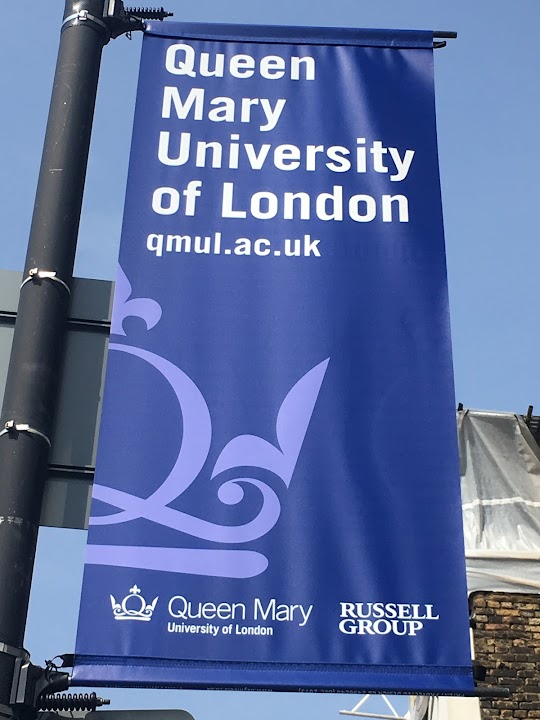 Queen
Mary
University
of London
qmul.ac.uk
Queen Mary
University of London
RUSSELL
GROUP